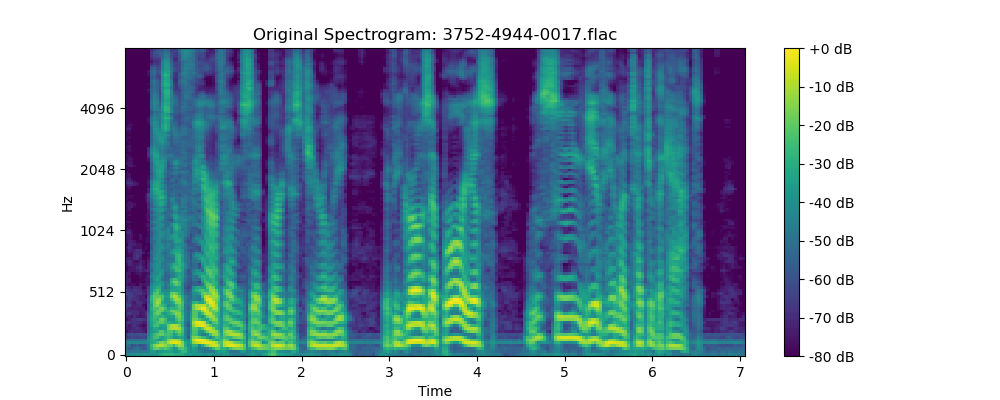 Original Spectrogram: 3752-4944-0017.flac
Hz
4096
2048
1024
512
0
0 1 2 3 4 5 6 7
Time
+0 dB
-10 dB
-20 dB
-30 dB
-40 dB
-50 dB
-60 dB
-70 dB
-80 dB